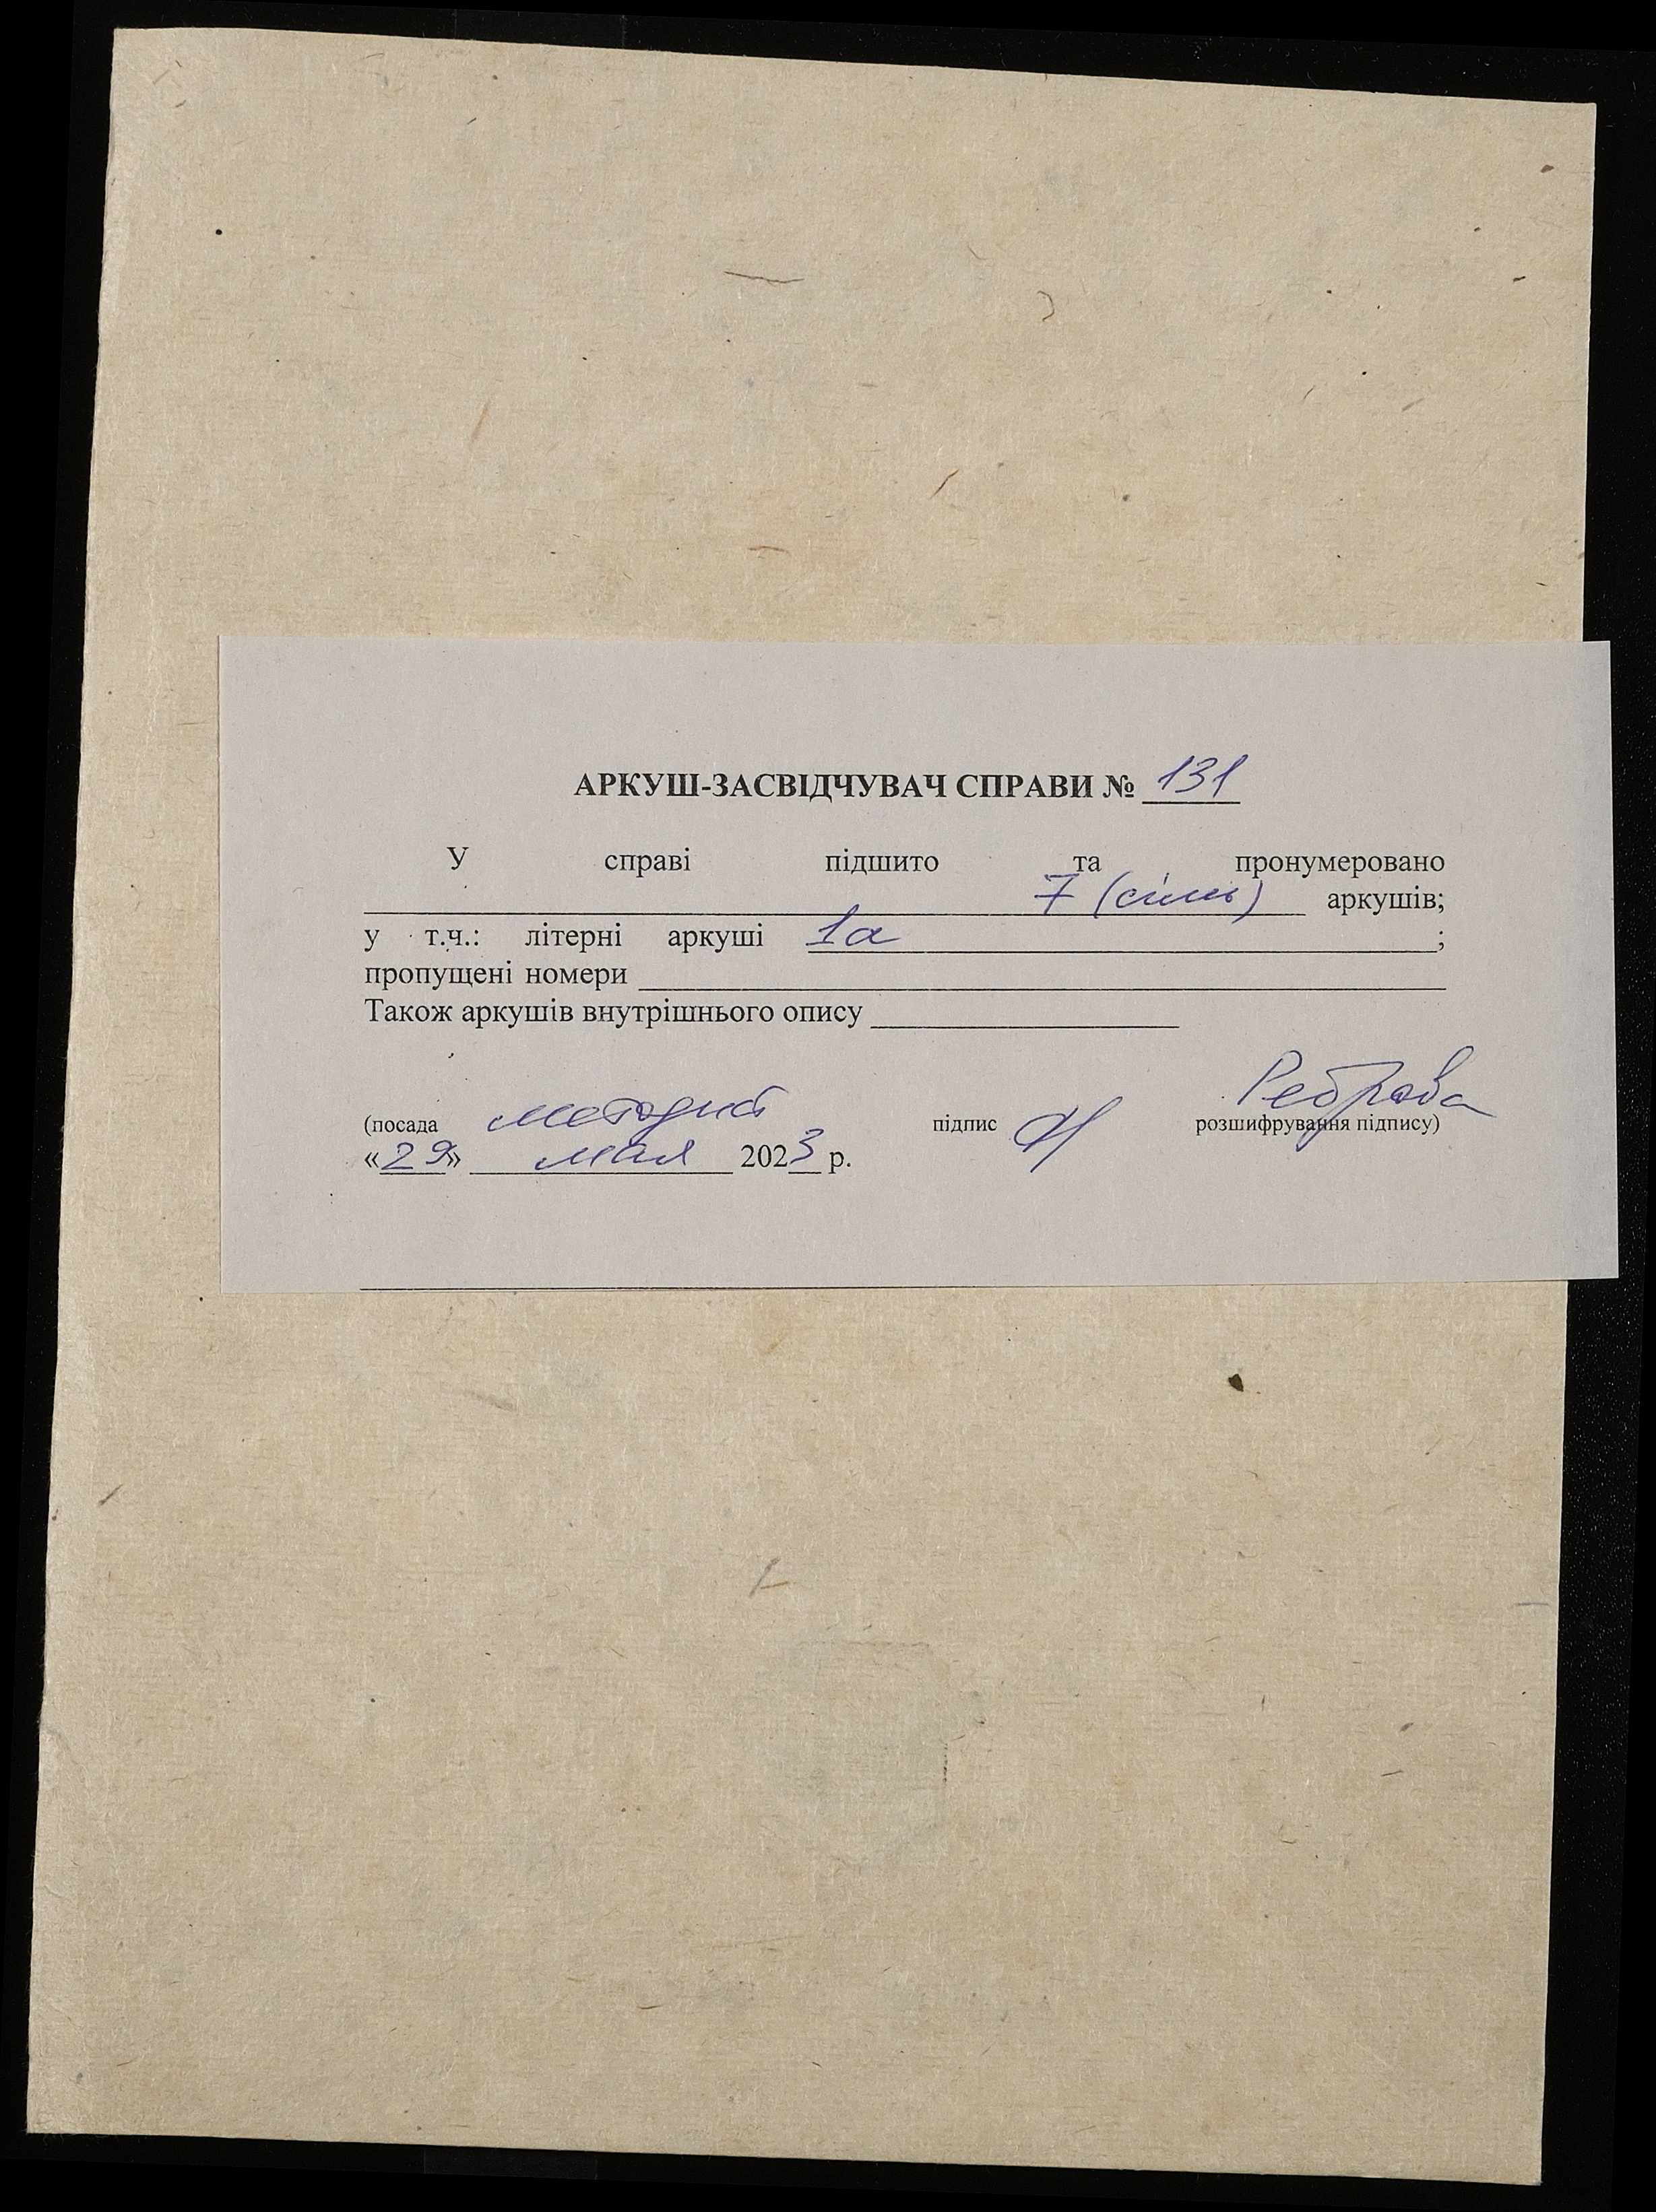 АРКУШ-ЗАСВІДЧУВАЧ СПРАВИ № 131
У справі підшито та пронумеровано
7 (сім) аркушів;
у т.ч.: літерні аркуші 1а ;
пропущені номери
Також аркушів внутрішнього опису
(посада методист підпис Реброва розшифрування підпису)
«29» мая 2023 р.